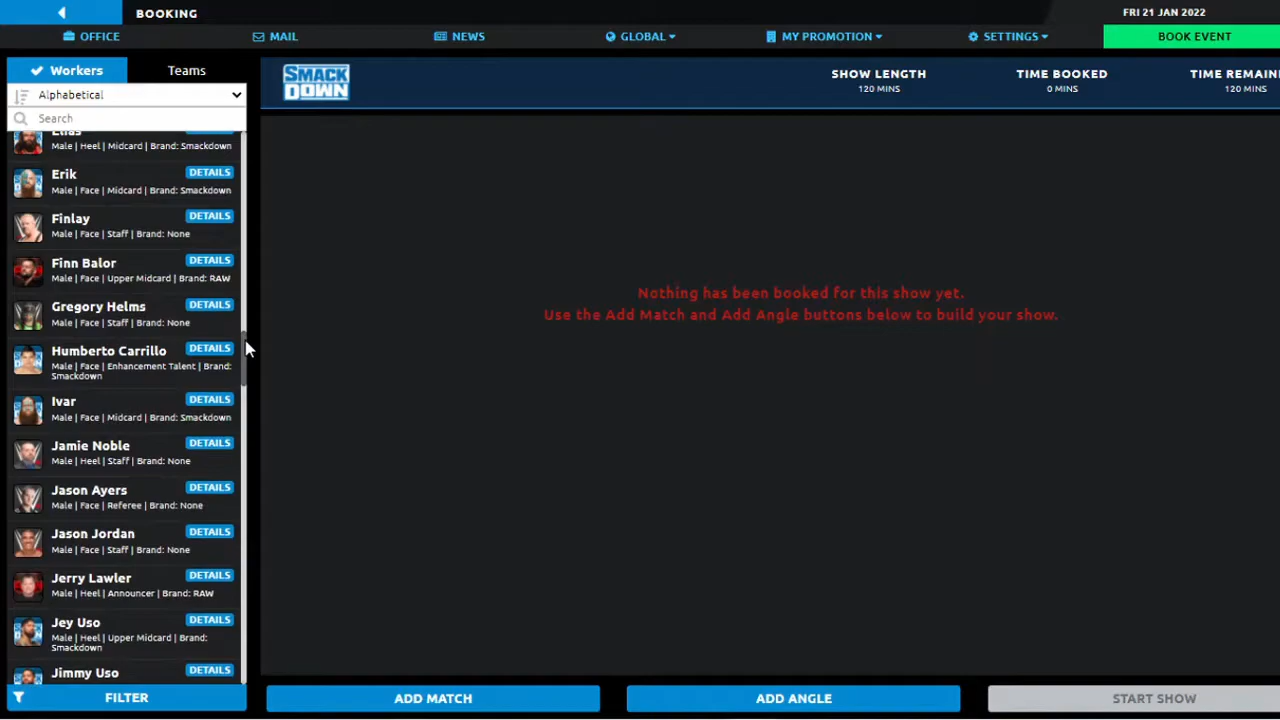 BOOKING
FRI 21 JAN 2022
OFFICE
MAIL
NEWS
GLOBAL
MY PROMOTION
SETTINGS
BOOK EVENT
Workers
Teams
Alphabetical
Search
SMACK
DOWN
SHOW LENGTH
120 MINS
TIME BOOKED
0 MINS
TIME REMAIN
120 MINS
Elias
Male | Heel | Midcard | Brand: Smackdown
Erik
DETAILS
Male | Face | Midcard | Brand: Smackdown
Finlay
DETAILS
Male | Face | Staff | Brand: None
Finn Balor
DETAILS
Male | Face | Upper Midcard | Brand: RAW
Gregory Helms
DETAILS
Male | Face | Staff | Brand: None
Humberto Carrillo
DETAILS
Male | Face | Enhancement Talent | Brand:
Smackdown
Ivar
DETAILS
Male | Face | Midcard | Brand: Smackdown
Jamie Noble
DETAILS
Male | Heel | Staff | Brand: None
Jason Ayers
DETAILS
Male | Face | Referee | Brand: None
Jason Jordan
DETAILS
Male | Face | Staff | Brand: None
Jerry Lawler
DETAILS
Male | Heel | Announcer | Brand: RAW
Jey Uso
DETAILS
Male | Heel | Upper Midcard | Brand:
Smackdown
Jimmy Uso
DETAILS
Nothing has been booked for this show yet.
Use the Add Match and Add Angle buttons below to build your show.
FILTER
ADD MATCH
ADD ANGLE
START SHOW